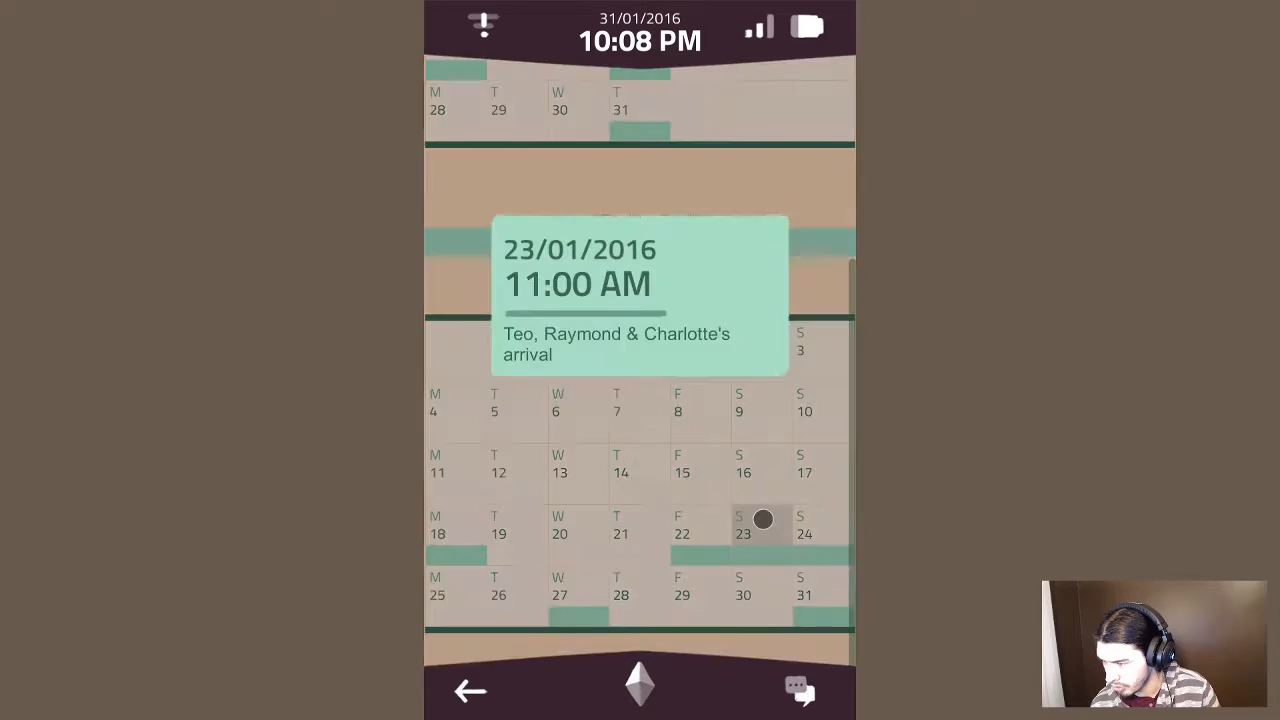 31/01/2016
10:08 PM
M T W T
28 29 30 31
23/01/2016
11:00 AM
Teo, Raymond & Charlotte's
arrival
S
3
M T W T F S S
4 5 6 7 8 9 10
M T W T F S S
11 12 13 14 15 16 17
M T W T F S S
18 19 20 21 22 23 24
M T W T F S S
25 26 27 28 29 30 31